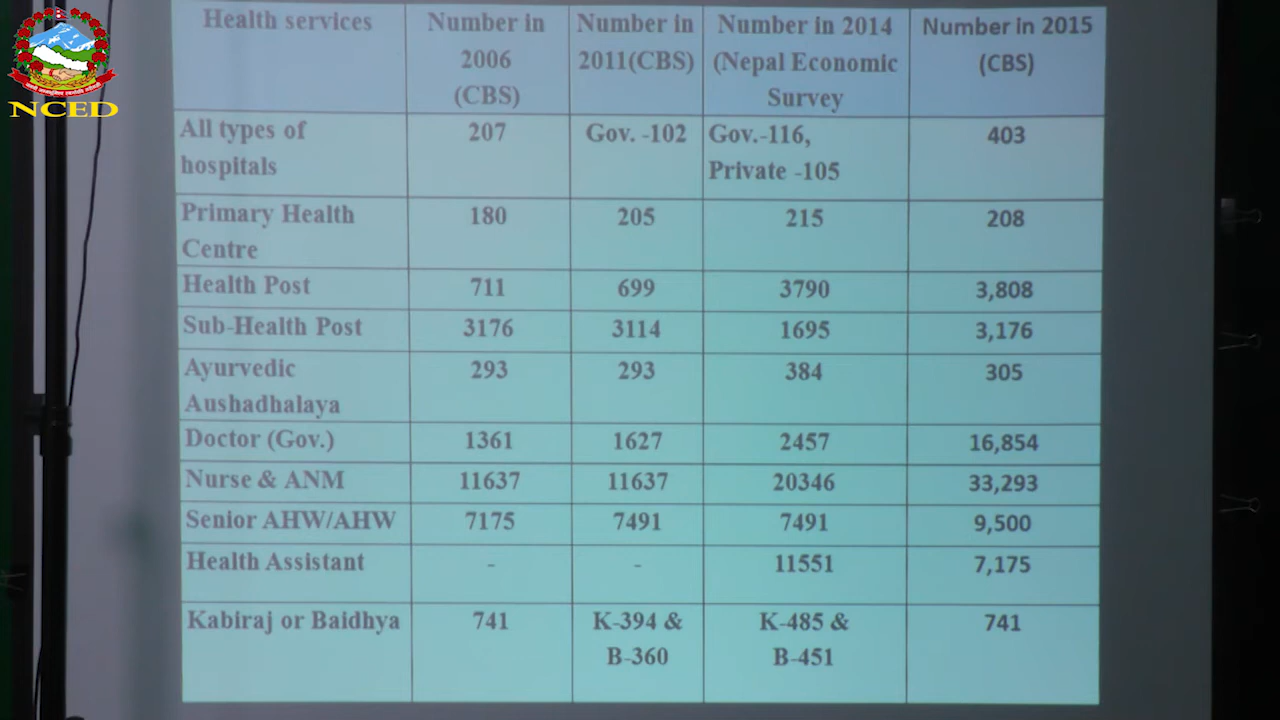 NCED
Health services
Number in
2006
(CBS)
Number in
2011(CBS)
Number in 2014
(Nepal Economic
Survey
Number in 2015
(CBS)
All types of
hospitals
207
Gov. -102
Gov.-116,
Private -105
403
Primary Health
Centre
180
205
215
208
Health Post
711
699
3790
3,808
Sub-Health Post
3176
3114
1695
3,176
Ayurvedic
Aushadhalaya
293
293
384
305
Doctor (Gov.)
1361
1627
2457
16,854
Nurse & ANM
11637
11637
20346
33,293
Senior AHW/AHW
7175
7491
7491
9,500
Health Assistant
-
-
11551
7,175
Kabiraj or Baidhya
741
K-394 &
B-360
K-485 &
B-451
741